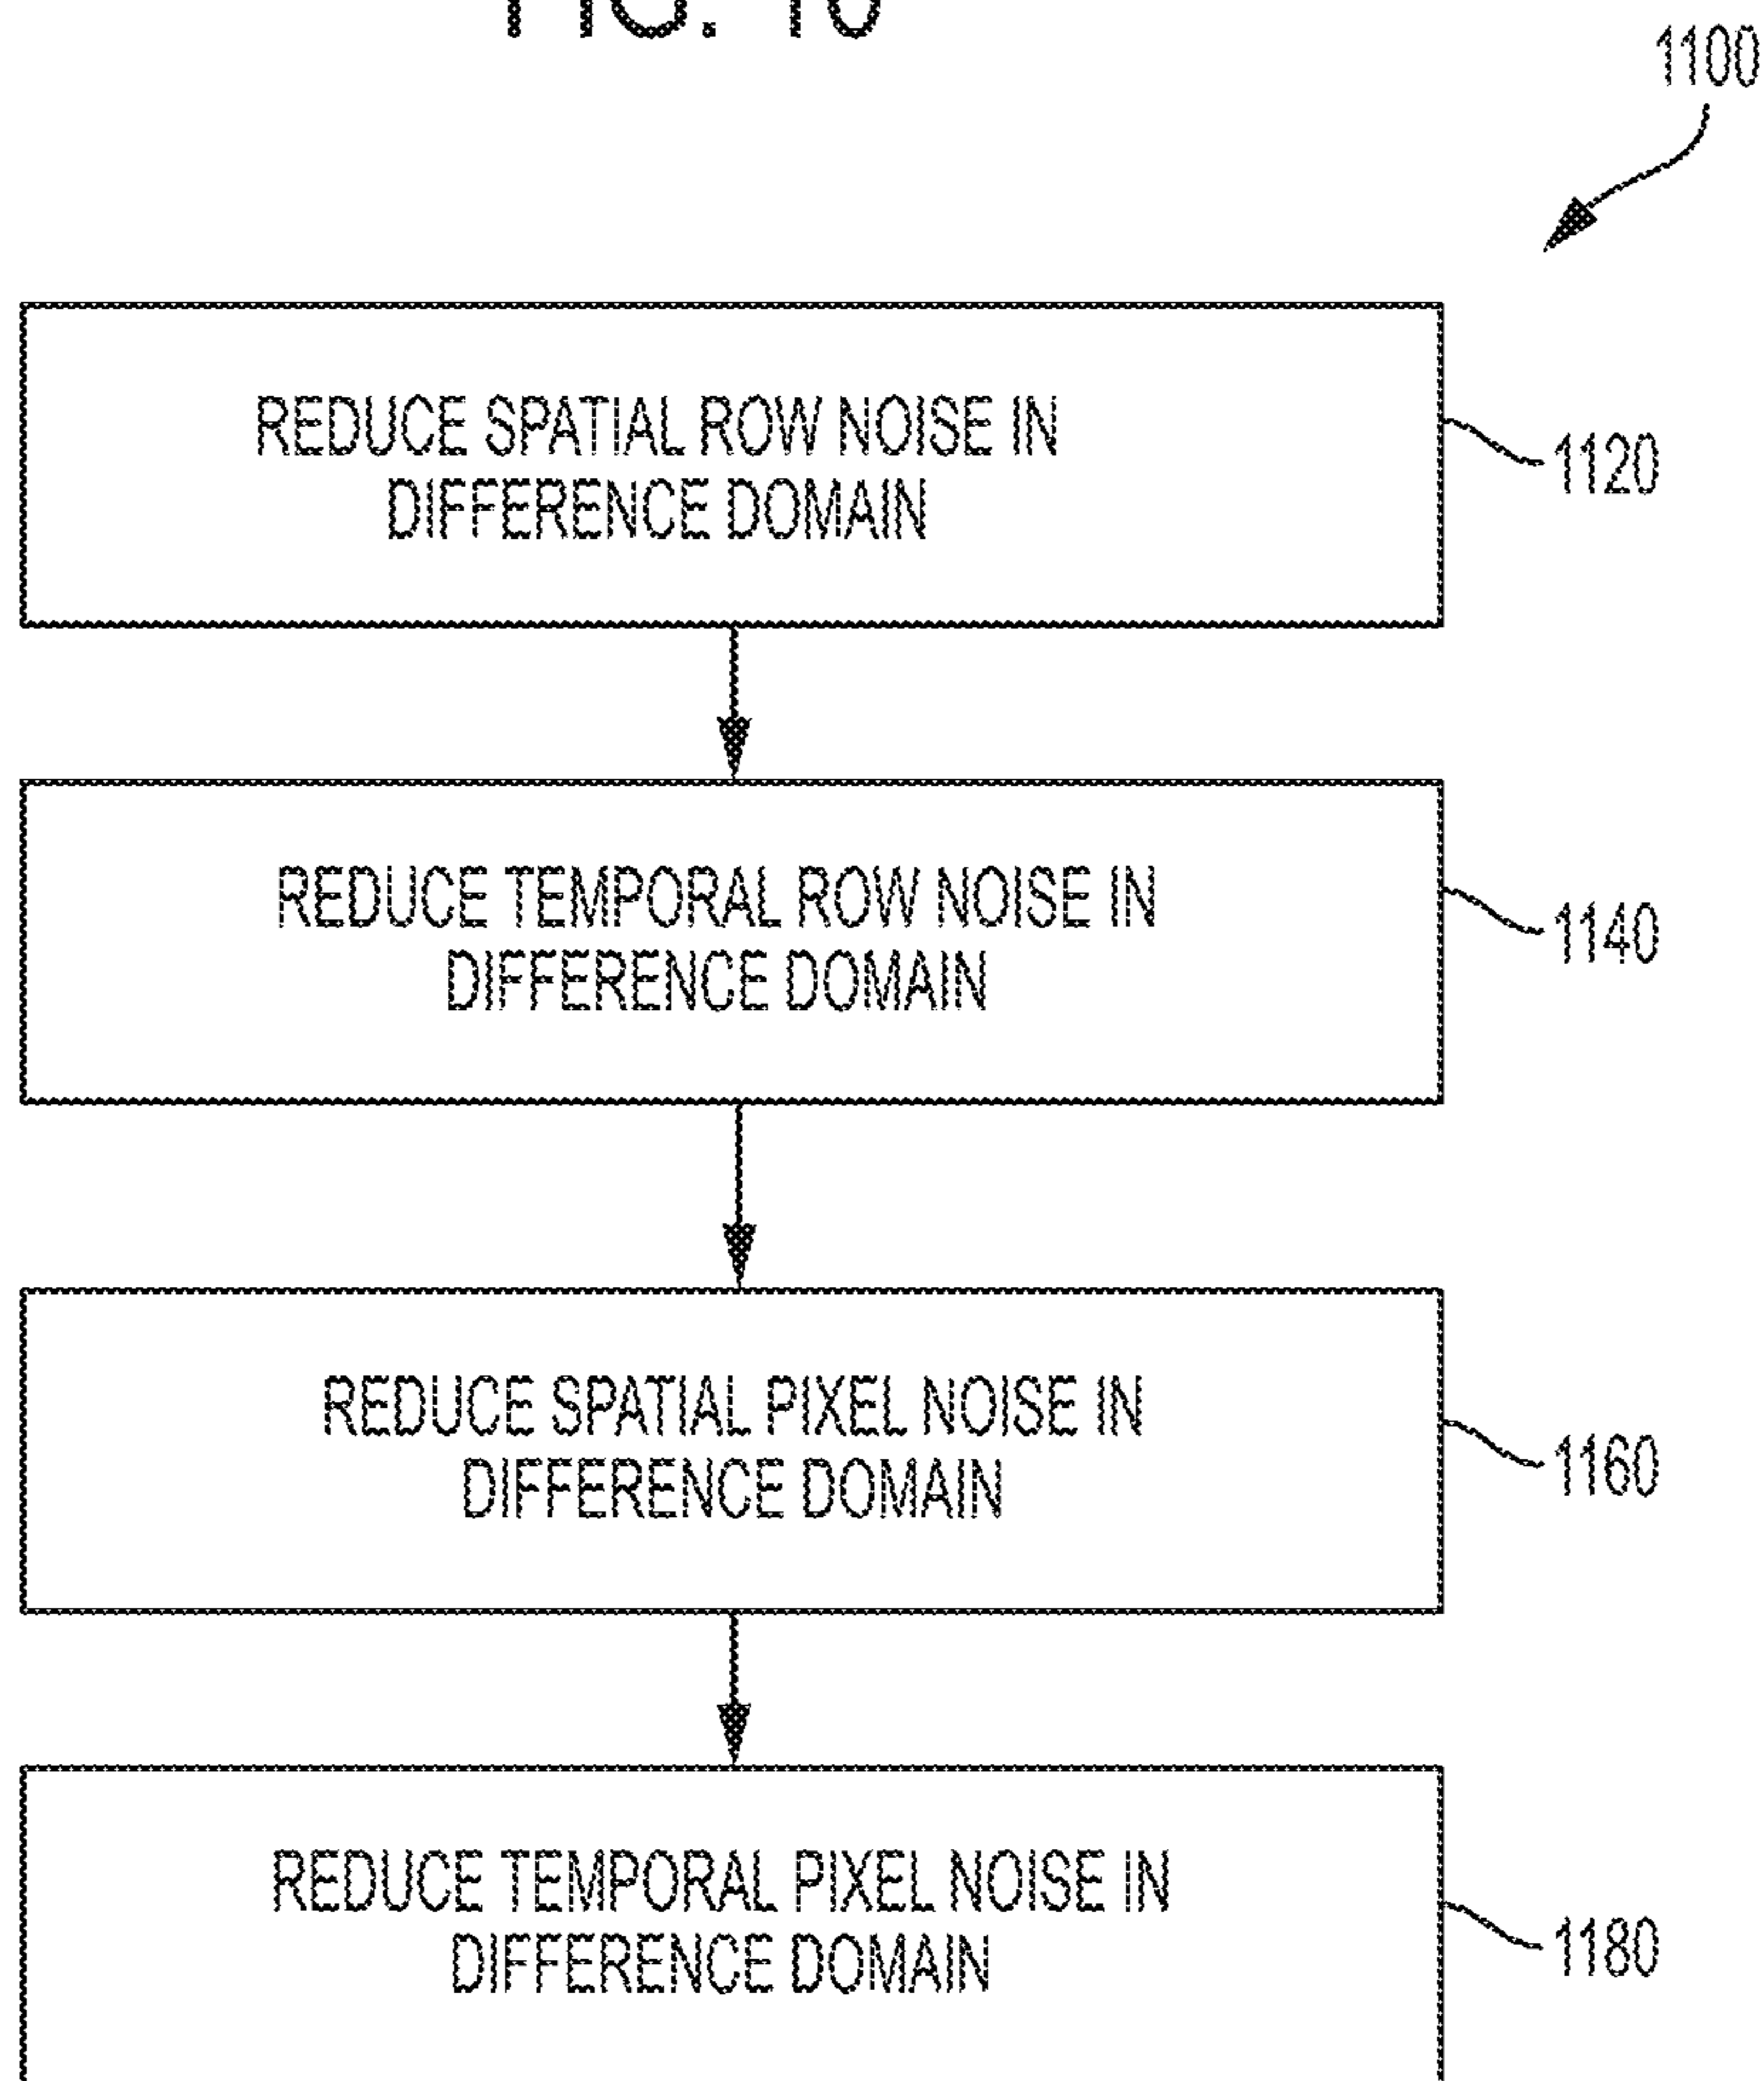 FIG.
1100
REDUCE SPATIAL ROW NOISE IN
DIFFERENCE DOMAIN
1120
REDUCE TEMPORAL ROW NOISE IN
DIFFERENCE DOMAIN
1140
REDUCE SPATIAL PIXEL NOISE IN
DIFFERENCE DOMAIN
1160
REDUCE TEMPORAL PIXEL NOISE IN
DIFFERENCE DOMAIN
1180